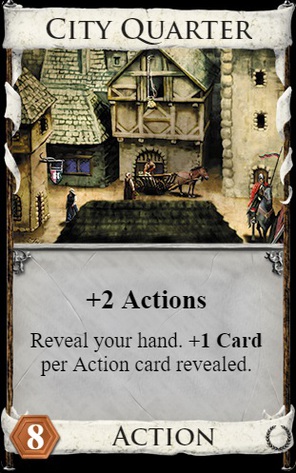 CITY QUARTER
+2 Actions
Reveal your hand. +1 Card
per Action card revealed.
8
ACTION